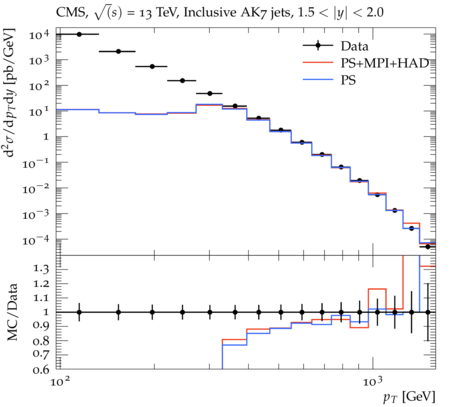 CMS, √(s) = 13 TeV, Inclusive AK7 jets, 1.5 < |y| < 2.0
d²σ/dp_T dy [pb/GeV]
10⁴
10³
10²
10¹
1
10⁻¹
10⁻²
10⁻³
10⁻⁴
Data
PS+MPI+HAD
PS
MC/Data
1.3
1.2
1.1
1
0.9
0.8
0.7
0.6
10²
10³
p_T [GeV]